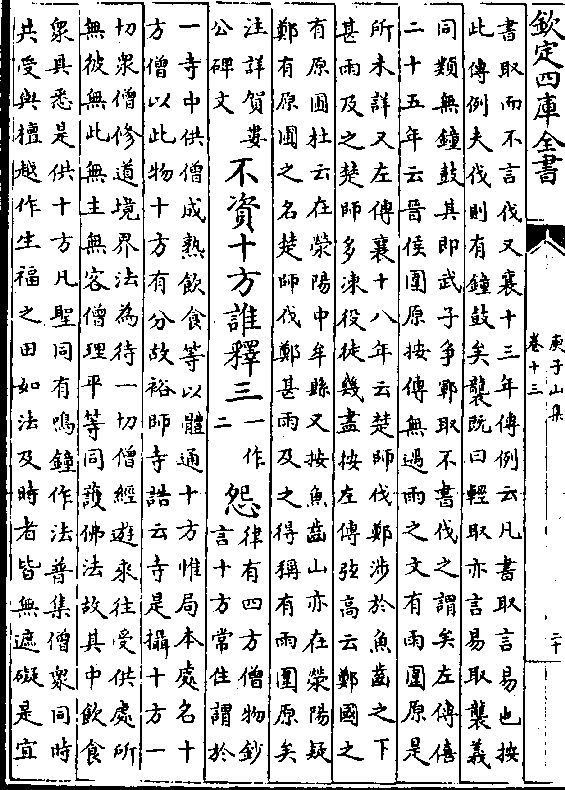 欽定四庫全書
庾子山集
卷十三
二十
書取而不言伐又襄十三年傳例云凡書取言易也按
此傳例夫伐則有鐘鼓矣襲既曰輕取亦言易取襲義
同類無鐘鼓其即武子爭鄆取不書伐之謂矣左傳僖
二十五年云晉侯圍原按傳無遇雨之文有雨圍原是
所未詳又左傳襄十八年云楚師伐鄭涉於魚齒之下
甚雨及之楚師多凍役徒幾盡按左傳弦高云鄭國之
有原圃杜云在滎陽中牟縣又按魚齒山亦在滎陽疑
鄭有原圃之名楚師伐鄭甚雨及之得稱有雨圍原矣
注詳賀婁
公碑文
不資十方誰釋三
一作
二
怨
律有四方僧物鈔
言十方常住謂於
一寺中供僧成熟飲食等以體通十方惟局本處名十
方僧以此物十方有分故裕師寺誥云寺是攝十方一
切眾僧修道境界法為待一切僧經遊來往受供處所
無彼無此無主無容僧理平等同護佛法故其中飲食
眾具悉是供十方凡聖同有鳴鐘作法普集僧眾同時
共受與檀越作生福之田如法及時者皆無遮礙是宜